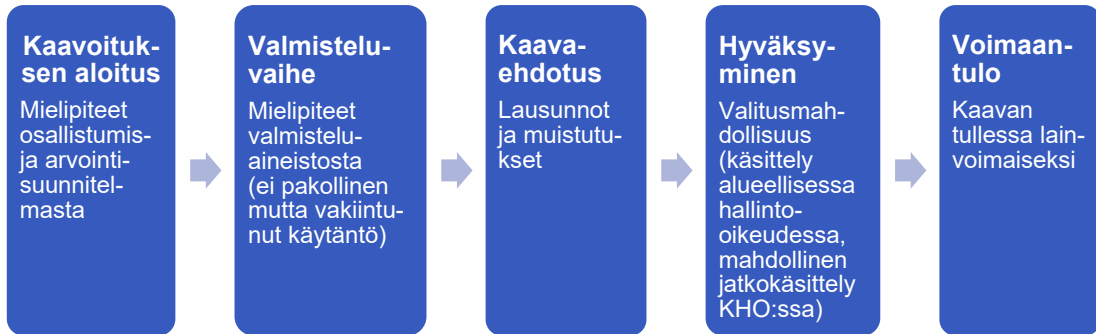 Kaavoituk-
sen aloitus
Mielipiteet
osallistumis-
ja arvointi-
suunnitel-
masta
Valmistelu-
vaihe
Mielipiteet
valmistelu-
aineistosta
(ei pakollinen
mutta vakiintu-
nut käytäntö)
Kaava-
ehdotus
Lausunnot
ja muistutu-
kset
Hyväksy-
minen
Valitusmah-
dollisuus
(käsittely
alueellisessa
hallinto-
oikeudessa,
mahdollinen
jatkokäsittely
KHO:ssa)
Voimaan-
tulo
Kaavan
tullessa lain-
voimaiseksi